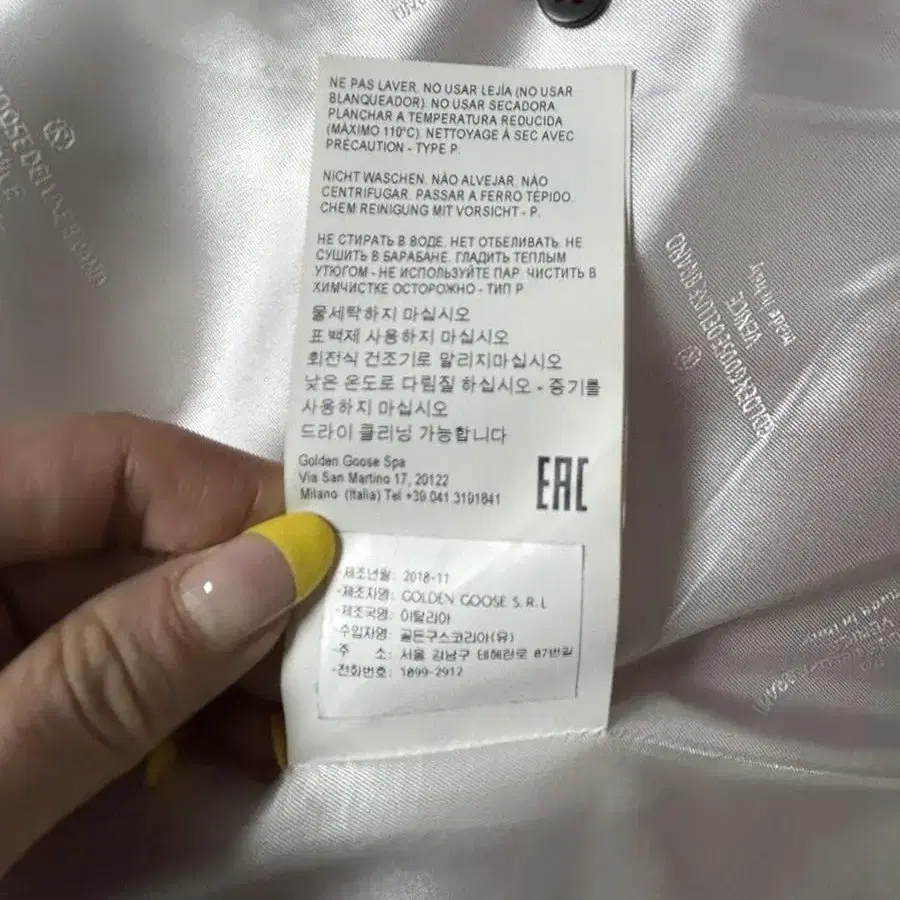 NE PAS LAVER. NO USAR LEJÍA (NO USAR
BLANQUEADOR). NO USAR SECADORA
PLANCHAR A TEMPERATURA REDUCIDA
(MÁXIMO 110°C). NETTOYAGE À SEC AVEC
PRÉCAUTION - TYPE P.
NICHT WASCHEN. NÃO ALVEJAR. NÃO
CENTRIFUGAR. PASSAR A FERRO TÉPIDO.
CHEM REINIGUNG MIT VORSICHT - P.
НЕ СТИРАТЬ В ВОДЕ. НЕТ ОТБЕЛИВАТЬ. НЕ
СУШИТЬ В БАРАБАНЕ. ГЛАДИТЬ ТЕПЛЫМ
УТЮГОМ - НЕ ИСПОЛЬЗУЙТЕ ПАР. ЧИСТИТЬ В
ХИМЧИСТКЕ ОСТОРОЖНО - ТИП Р
물세탁하지 마십시오
표백제 사용하지 마십시오
회전식 건조기로 말리지마십시오
낮은 온도로 다림질 하십시오 - 증기를
사용하지 마십시오
드라이 클리닝 가능합니다
Golden Goose Spa
Via San Martino 17, 20122
Milano (Italia) Tel +39 041 3191841
EAC
-제조년월: 2018-11
-제조자명: GOLDEN GOOSE S.R.L
-제조국명: 이탈리아
-수입자명: 골든구스코리아(유)
-주 소: 서울 강남구 테헤란로 87번길
-전화번호: 1899-2912
GOLDEN GOOSE DELUXE BRAND
VENICE
made in Italy